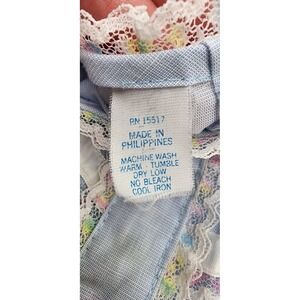 RN 15517
MADE IN
PHILIPPINES
MACHINE WASH
WARM - TUMBLE
DRY LOW
NO BLEACH
COOL IRON